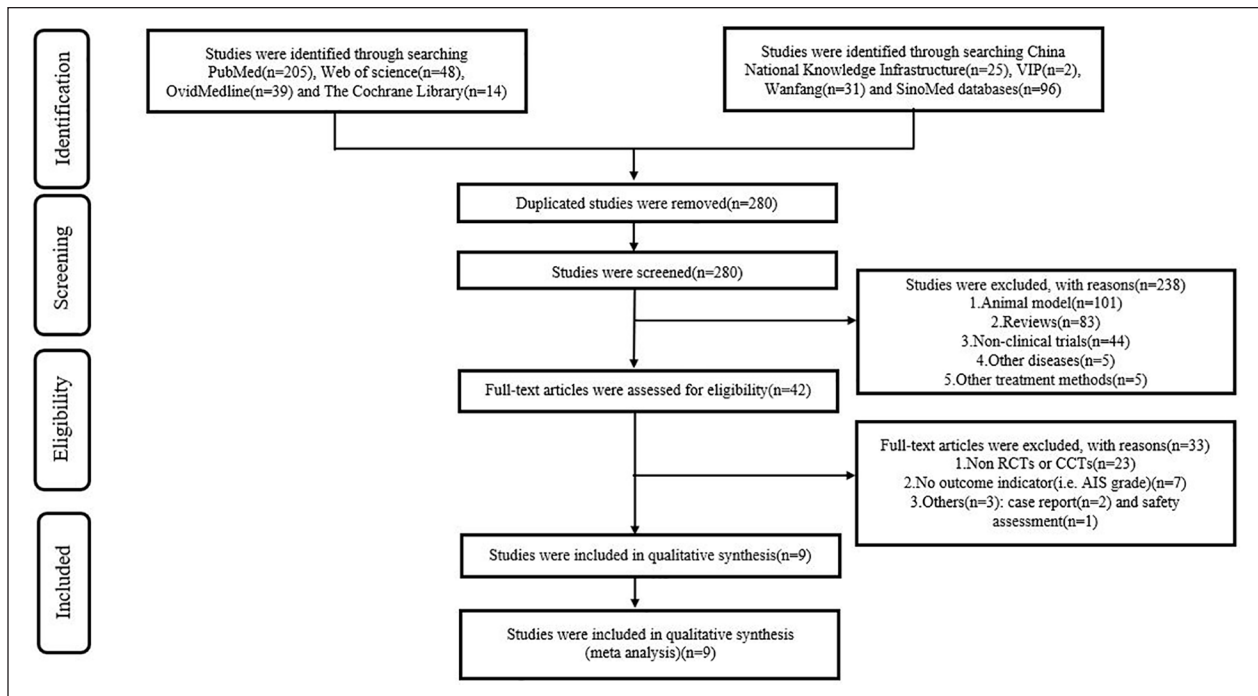 Identification
Studies were identified through searching
PubMed(n=205), Web of science(n=48),
OvidMedline(n=39) and The Cochrane Library(n=14)
Studies were identified through searching China
National Knowledge Infrastructure(n=25), VIP(n=2),
Wanfang(n=31) and SinoMed databases(n=96)
Duplicated studies were removed(n=280)
Screening
Studies were screened(n=280)
Studies were excluded, with reasons(n=238)
1.Animal model(n=101)
2.Reviews(n=83)
3.Non-clinical trials(n=44)
4.Other diseases(n=5)
5.Other treatment methods(n=5)
Eligibility
Full-text articles were assessed for eligibility(n=42)
Full-text articles were excluded, with reasons(n=33)
1.Non RCTs or CCTs(n=23)
2.No outcome indicator(i.e. AIS grade)(n=7)
3.Others(n=3): case report(n=2) and safety
assessment(n=1)
Included
Studies were included in qualitative synthesis(n=9)
Studies were included in qualitative synthesis
(meta analysis)(n=9)